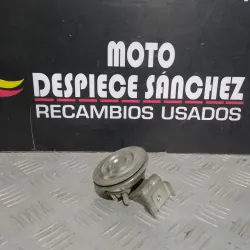 MOTO
DESPIECE SÁNCHEZ
RECAMBIOS USADOS